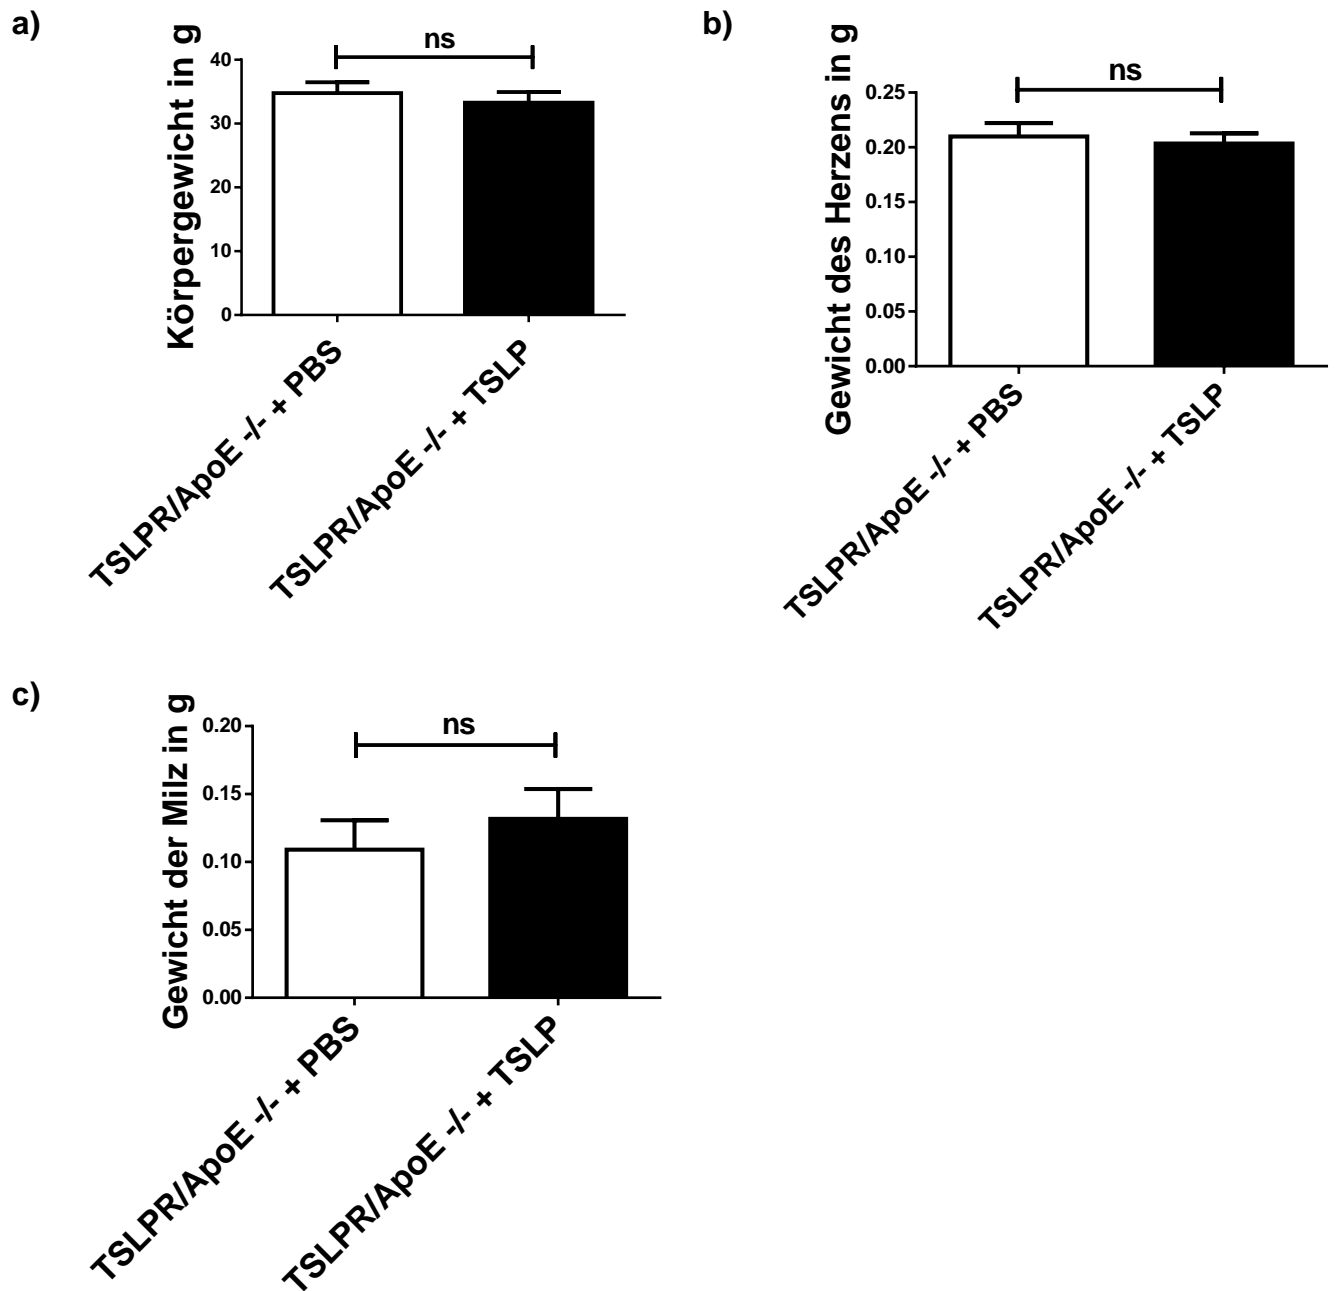 a)
Körpergewicht in g
ns
40
30
20
10
0
TSLPR/ApoE -/- + PBS
TSLPR/ApoE -/- + TSLP
b)
Gewicht des Herzens in g
ns
0.25
0.20
0.15
0.10
0.05
0.00
TSLPR/ApoE -/- + PBS
TSLPR/ApoE -/- + TSLP
c)
Gewicht der Milz in g
ns
0.20
0.15
0.10
0.05
0.00
TSLPR/ApoE -/- + PBS
TSLPR/ApoE -/- + TSLP